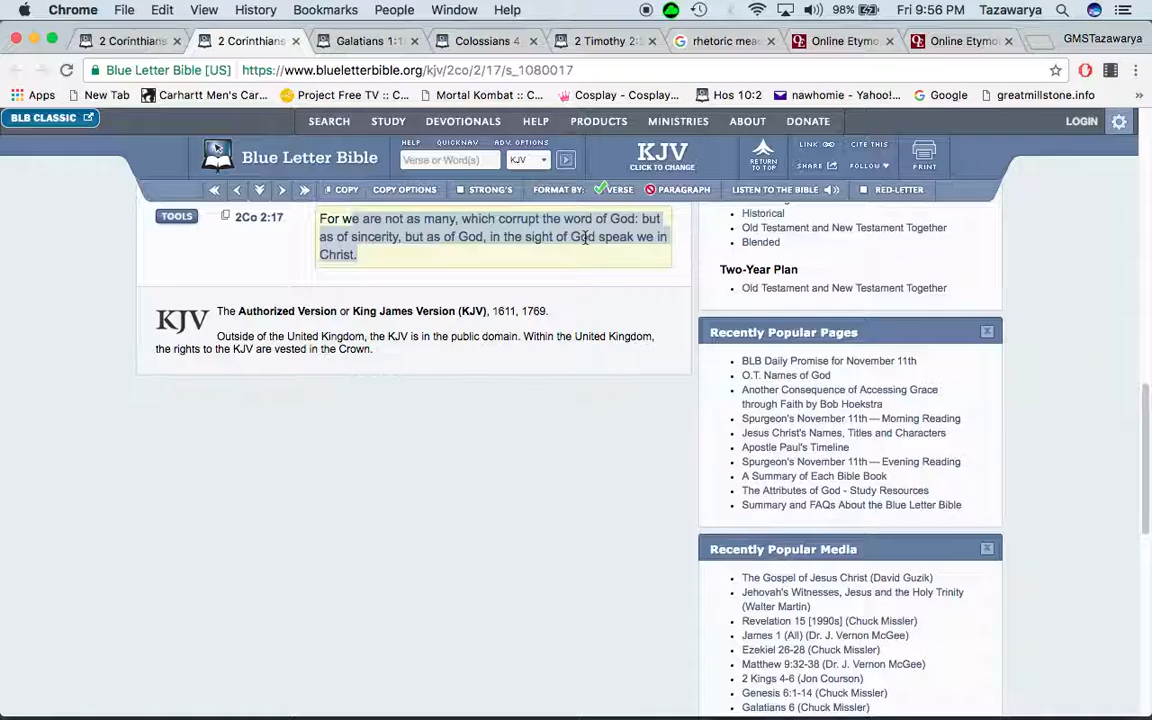 Chrome File Edit View History Bookmarks People Window Help 98% Fri 9:56 PM Tazawarya
2 Corinthians 2 Corinthians Galatians 1:1 Colossians 4 2 Timothy 2: rhetoric mea Online Etymo Online Etymo GMSTazawarya
Blue Letter Bible [US] https://www.blueletterbible.org/kjv/2co/2/17/s_1080017
Apps New Tab Carhartt Men's Car... Project Free TV :: C... Mortal Kombat :: C... Cosplay - Cosplay... Hos 10:2 nawhomie - Yahoo!... Google greatmillstone.info »
BLB CLASSIC SEARCH STUDY DEVOTIONALS HELP PRODUCTS MINISTRIES ABOUT DONATE LOGIN
Blue Letter Bible
HELP QUICKNAV ADV. OPTIONS
Verse or Word(s) KJV
KJV
CLICK TO CHANGE
RETURN
TO TOP
LINK CITE THIS
SHARE FOLLOW
PRINT
COPY COPY OPTIONS STRONG'S FORMAT BY: VERSE PARAGRAPH LISTEN TO THE BIBLE RED-LETTER
TOOLS 2Co 2:17 For we are not as many, which corrupt the word of God: but
as of sincerity, but as of God, in the sight of God speak we in
Christ.
KJV The Authorized Version or King James Version (KJV), 1611, 1769.
Outside of the United Kingdom, the KJV is in the public domain. Within the United Kingdom,
the rights to the KJV are vested in the Crown.
Historical
Old Testament and New Testament Together
Blended
Two-Year Plan
Old Testament and New Testament Together
Recently Popular Pages
BLB Daily Promise for November 11th
O.T. Names of God
Another Consequence of Accessing Grace
through Faith by Bob Hoekstra
Spurgeon's November 11th — Morning Reading
Jesus Christ's Names, Titles and Characters
Apostle Paul's Timeline
Spurgeon's November 11th — Evening Reading
A Summary of Each Bible Book
The Attributes of God - Study Resources
Summary and FAQs About the Blue Letter Bible
Recently Popular Media
The Gospel of Jesus Christ (David Guzik)
Jehovah's Witnesses, Jesus and the Holy Trinity
(Walter Martin)
Revelation 15 [1990s] (Chuck Missler)
James 1 (All) (Dr. J. Vernon McGee)
Ezekiel 26-28 (Chuck Missler)
Matthew 9:32-38 (Dr. J. Vernon McGee)
2 Kings 4-6 (Jon Courson)
Genesis 6:1-14 (Chuck Missler)
Galatians 6 (Chuck Missler)